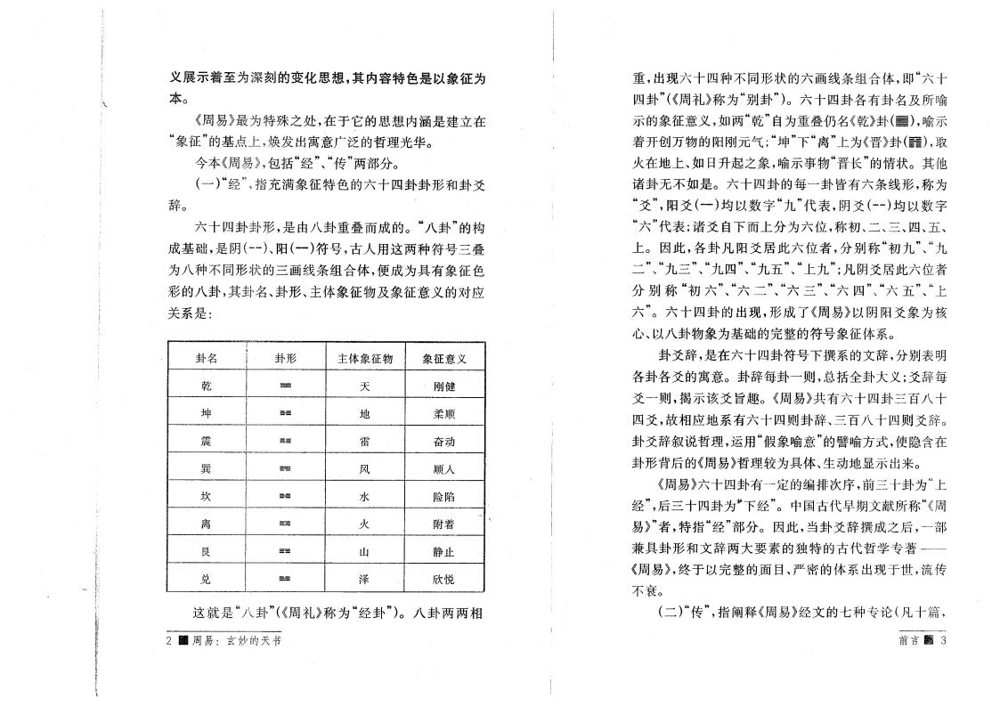 义展示着至为深刻的变化思想,其内容特色是以象征为
本。
《周易》最为特殊之处,在于它的思想内涵是建立在
“象征”的基点上,焕发出寓意广泛的哲理光华。
今本《周易》,包括“经”、“传”两部分。
(一)“经”,指充满象征特色的六十四卦卦形和卦爻
辞。
六十四卦卦形,是由八卦重叠而成的。“八卦”的构
成基础,是阴(--)、阳(—)符号,古人用这两种符号三叠
为八种不同形状的三画线条组合体,便成为具有象征色
彩的八卦,其卦名、卦形、主体象征物及象征意义的对应
关系是:
卦名 卦形 主体象征物 象征意义
乾 ☰ 天 刚健
坤 ☷ 地 柔顺
震 ☳ 雷 奋动
巽 ☴ 风 顺入
坎 ☵ 水 险陷
离 ☲ 火 附着
艮 ☶ 山 静止
兑 ☱ 泽 欣悦
这就是“八卦”(《周礼》称为“经卦”)。八卦两两相
2 周易:玄妙的天书
重,出现六十四种不同形状的六画线条组合体,即“六十
四卦”(《周礼》称为“别卦”)。六十四卦各有卦名及所喻
示的象征意义,如两“乾”自为重叠仍名《乾》卦(䷀),喻示
着开创万物的阳刚元气;“坤”下“离”上为《晋》卦(䷢),取
火在地上、如日升起之象,喻示事物“晋长”的情状。其他
诸卦无不如是。六十四卦的每一卦皆有六条线形,称为
“爻”,阳爻(—)均以数字“九”代表,阴爻(--)均以数字
“六”代表;诸爻自下而上分为六位,称初、二、三、四、五、
上。因此,各卦凡阳爻居此六位者,分别称“初九”、“九
二”、“九三”、“九四”、“九五”、“上九”;凡阴爻居此六位者
分别称“初六”、“六二”、“六三”、“六四”、“六五”、“上
六”。六十四卦的出现,形成了《周易》以阴阳爻象为核
心、以八卦物象为基础的完整的符号象征体系。
卦爻辞,是在六十四卦符号下撰系的文辞,分别表明
各卦各爻的寓意。卦辞每卦一则,总括全卦大义;爻辞每
爻一则,揭示该爻旨趣。《周易》共有六十四卦三百八十
四爻,故相应地系有六十四则卦辞、三百八十四则爻辞。
卦爻辞叙说哲理,运用“假象喻意”的譬喻方式,使隐含在
卦形背后的《周易》哲理较为具体、生动地显示出来。
《周易》六十四卦有一定的编排次序,前三十卦为“上
经”,后三十四卦为“下经”。中国古代早期文献所称“《周
易》”者,特指“经”部分。因此,当卦爻辞撰成之后,一部
兼具卦形和文辞两大要素的独特的古代哲学专著——
《周易》,终于以完整的面目、严密的体系出现于世,流传
不衰。
(二)“传”,指阐释《周易》经文的七种专论(凡十篇,
前言 3